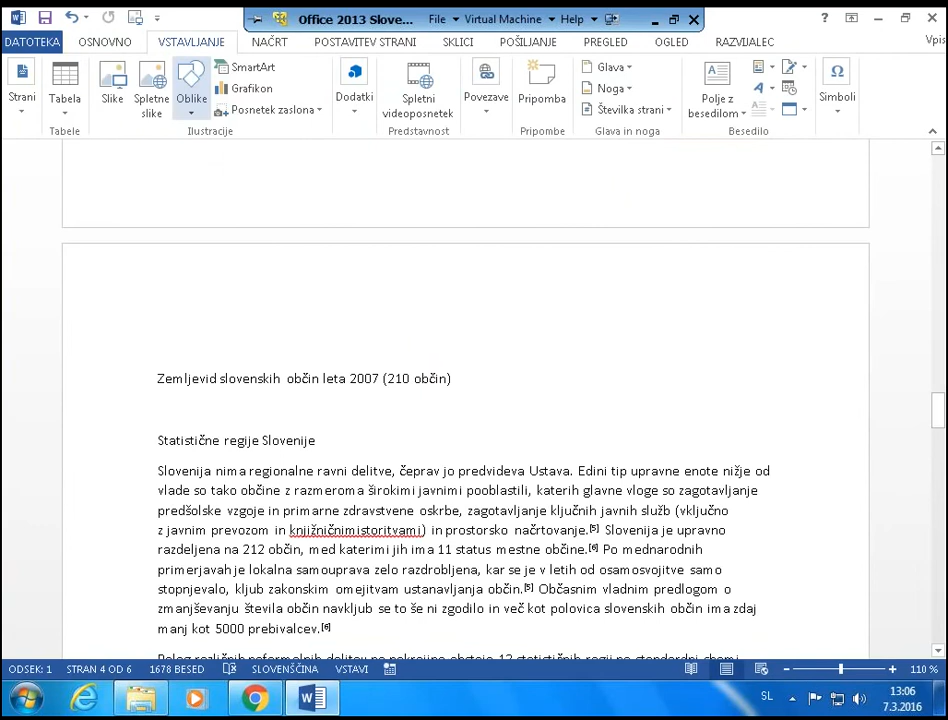 Office 2013 Slove... File Virtual Machine Help
DATOTEKA OSNOVNO VSTAVLJANJE NAČRT POSTAVITEV STRANI SKLICI POŠILJANJE PREGLED OGLED RAZVIJALEC Vpis
Strani
Tabela
Tabele
Slike
Spletne slike
Oblike
SmartArt
Grafikon
Posnetek zaslona
Ilustracije
Dodatki
Spletni videoposnetek
Predstavnost
Povezave
Pripomba
Pripombe
Glava
Noga
Številka strani
Glava in noga
Polje z besedilom
Besedilo
Simboli
Zemljevid slovenskih občin leta 2007 (210 občin)
Statistične regije Slovenije
Slovenija nima regionalne ravni delitve, čeprav jo predvideva Ustava. Edini tip upravne enote nižje od
vlade so tako občine z razmeroma širokimi javnimi pooblastili, katerih glavne vloge so zagotavljanje
predšolske vzgoje in primarne zdravstvene oskrbe, zagotavljanje ključnih javnih služb (vključno
z javnim prevozom in knjižničnimistoritvami) in prostorsko načrtovanje.[5] Slovenija je upravno
razdeljena na 212 občin, med katerimi jih ima 11 status mestne občine.[6] Po mednarodnih
primerjavah je lokalna samouprava zelo razdrobljena, kar se je v letih od osamosvojitve samo
stopnjevalo, kljub zakonskim omejitvam ustanavljanja občin.[5] Občasnim vladnim predlogom o
zmanjševanju števila občin navkljub se to še ni zgodilo in več kot polovica slovenskih občin ima zdaj
manj kot 5000 prebivalcev.[6]
ODSEK: 1 STRAN 4 OD 6 1678 BESED SLOVENŠČINA VSTAVI 110 %
SL 13:06
7.3.2016